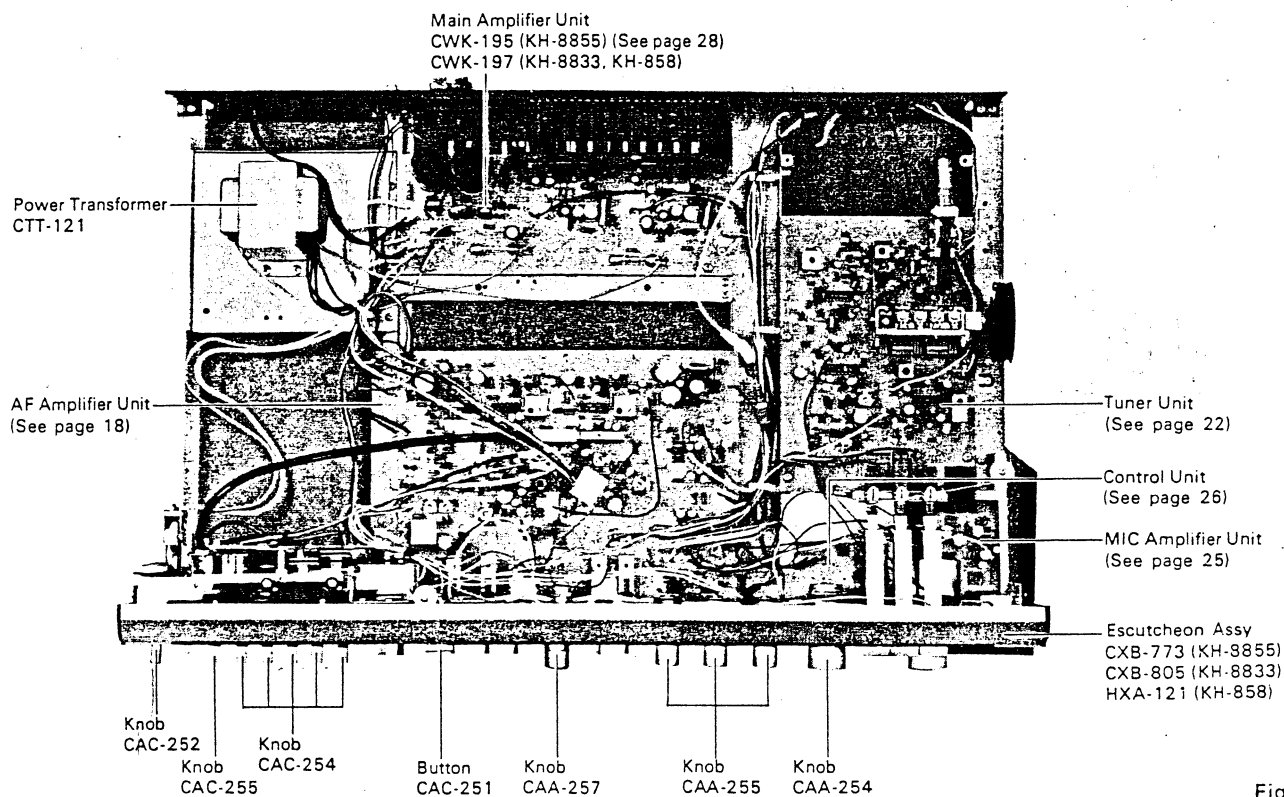 Main Amplifier Unit
CWK-195 (KH-8855) (See page 28)
CWK-197 (KH-8833, KH-858)
Power Transformer
CTT-121
AF Amplifier Unit
(See page 18)
Tuner Unit
(See page 22)
Control Unit
(See page 26)
MIC Amplifier Unit
(See page 25)
Escutcheon Assy
CXB-773 (KH-8855)
CXB-805 (KH-8833)
HXA-121 (KH-858)
Knob
CAC-252
Knob
CAC-255
Knob
CAC-254
Button
CAC-251
Knob
CAA-257
Knob
CAA-255
Knob
CAA-254
Fig